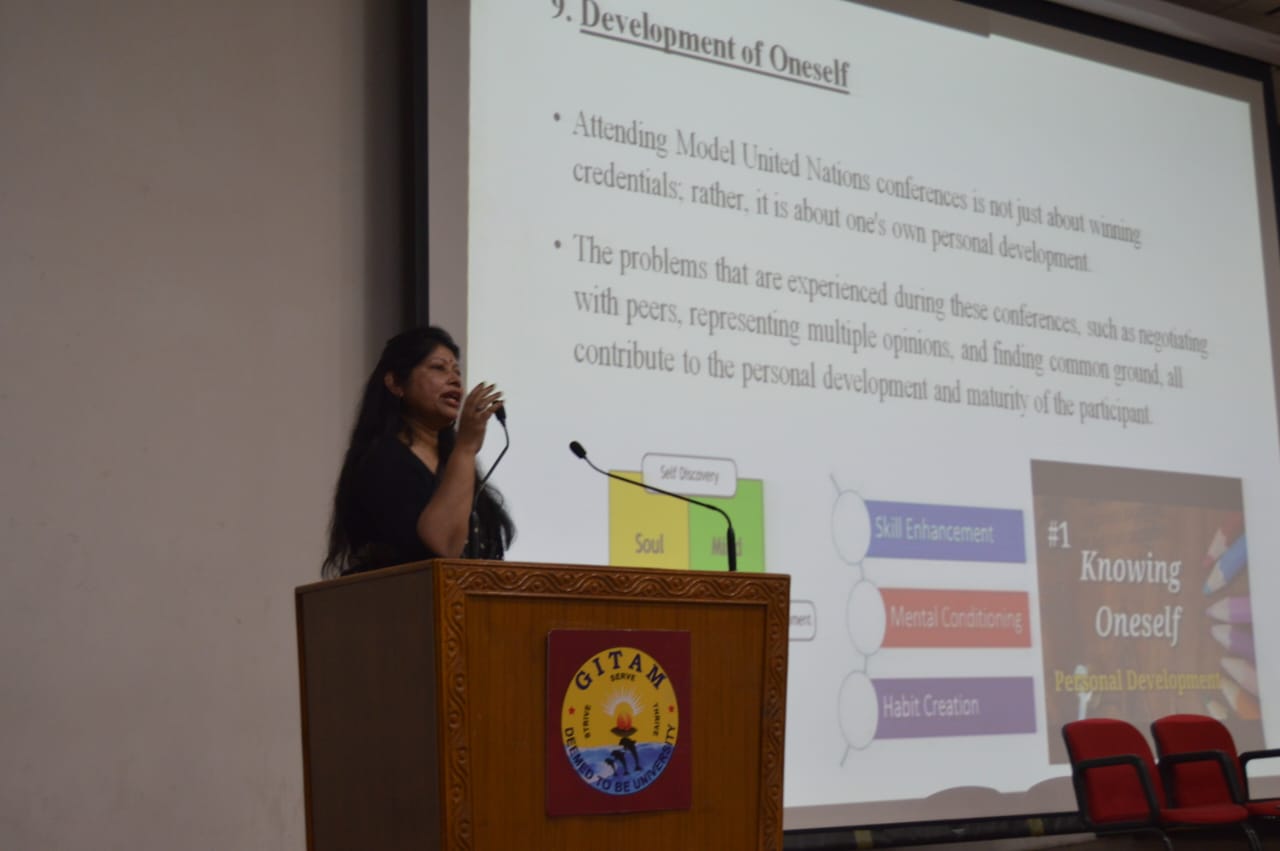 9. Development of Oneself
• Attending Model United Nations conferences is not just about winning
credentials; rather, it is about one's own personal development.
• The problems that are experienced during these conferences, such as negotiating
with peers, representing multiple opinions, and finding common ground, all
contribute to the personal development and maturity of the participant.
Self Discovery
Soul
Skill Enhancement
Mental Conditioning
Habit Creation
#1
Knowing
Oneself
Personal Development
GITAM
SERVE
STRIVE
THRIVE
DEEMED TO BE UNIVERSITY